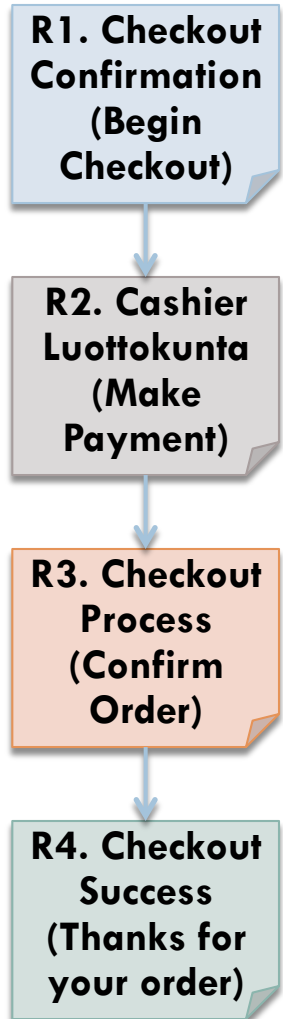 R1. Checkout
Confirmation
(Begin
Checkout)
R2. Cashier
Luottokunta
(Make
Payment)
R3. Checkout
Process
(Confirm
Order)
R4. Checkout
Success
(Thanks for
your order)